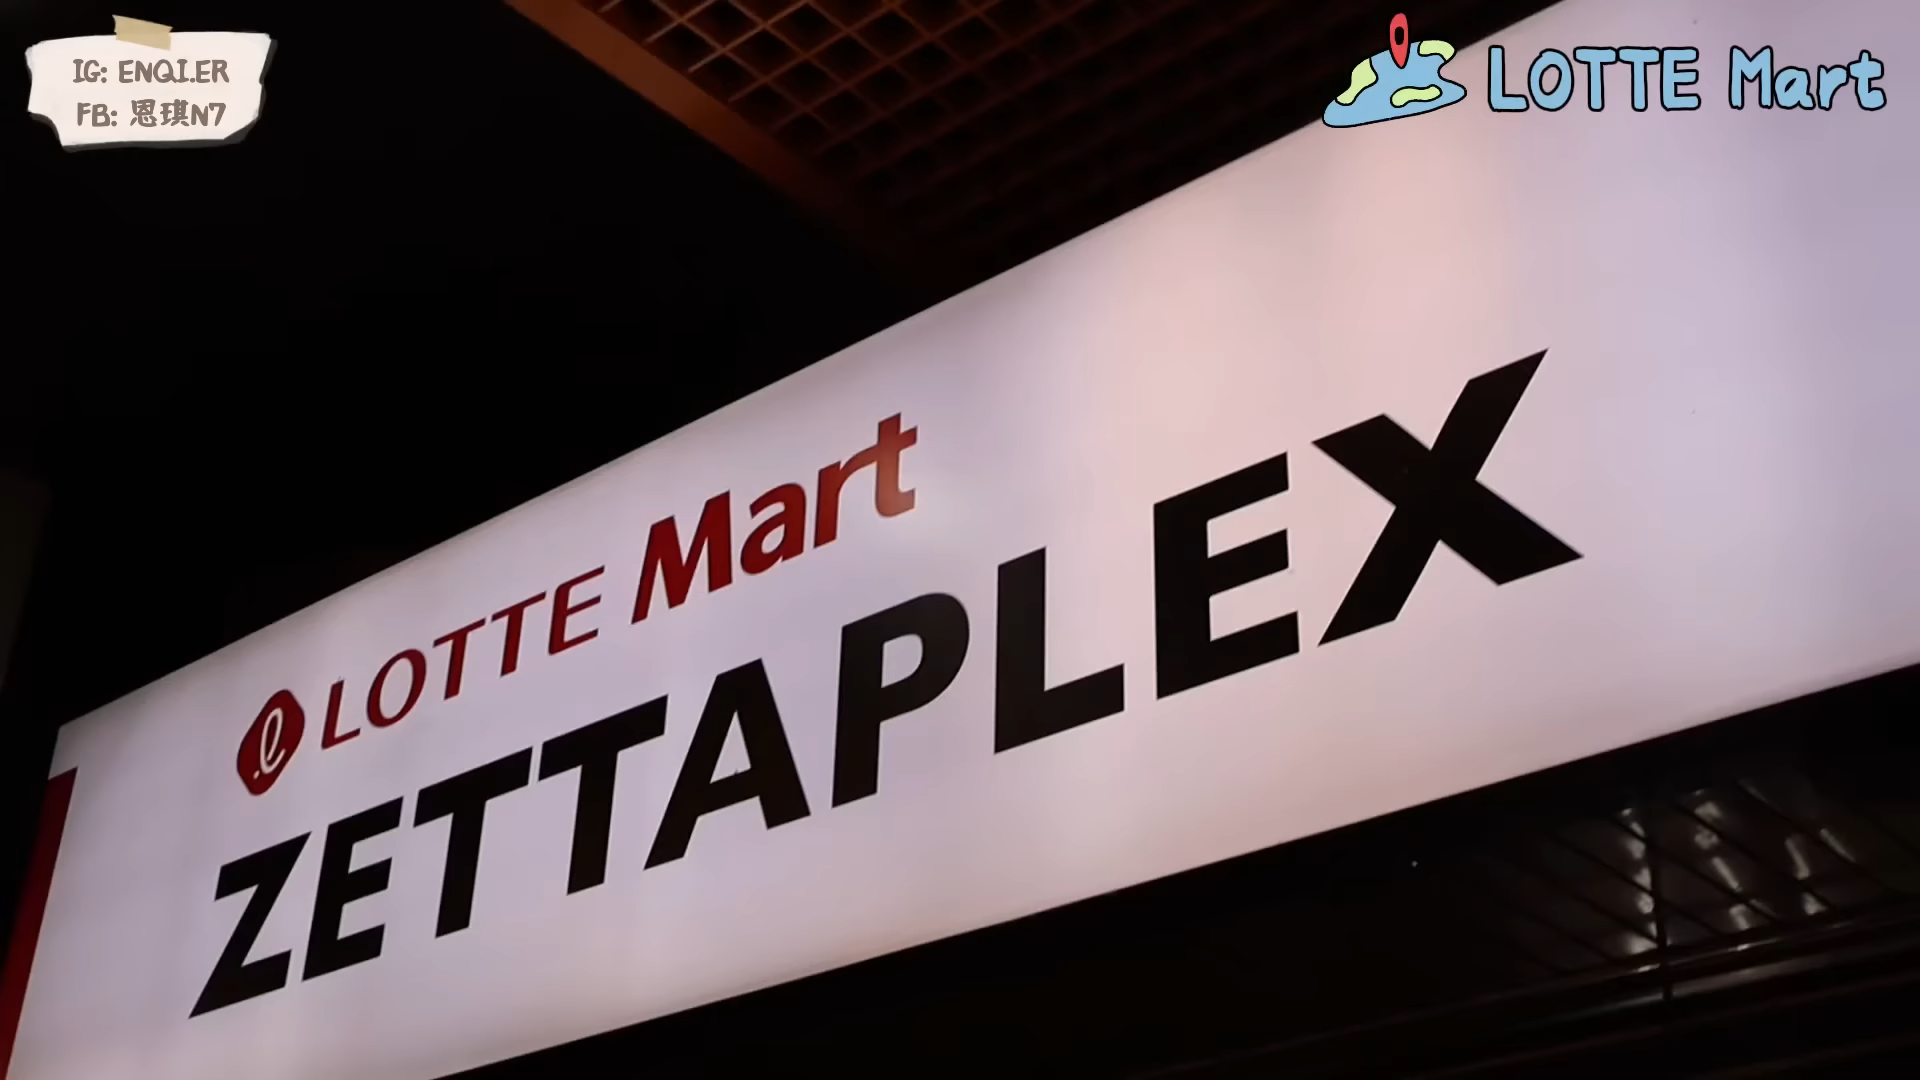 IG: ENQI.ER
FB: 恩琪N7
LOTTE Mart
LOTTE Mart
ZETTAPLEX